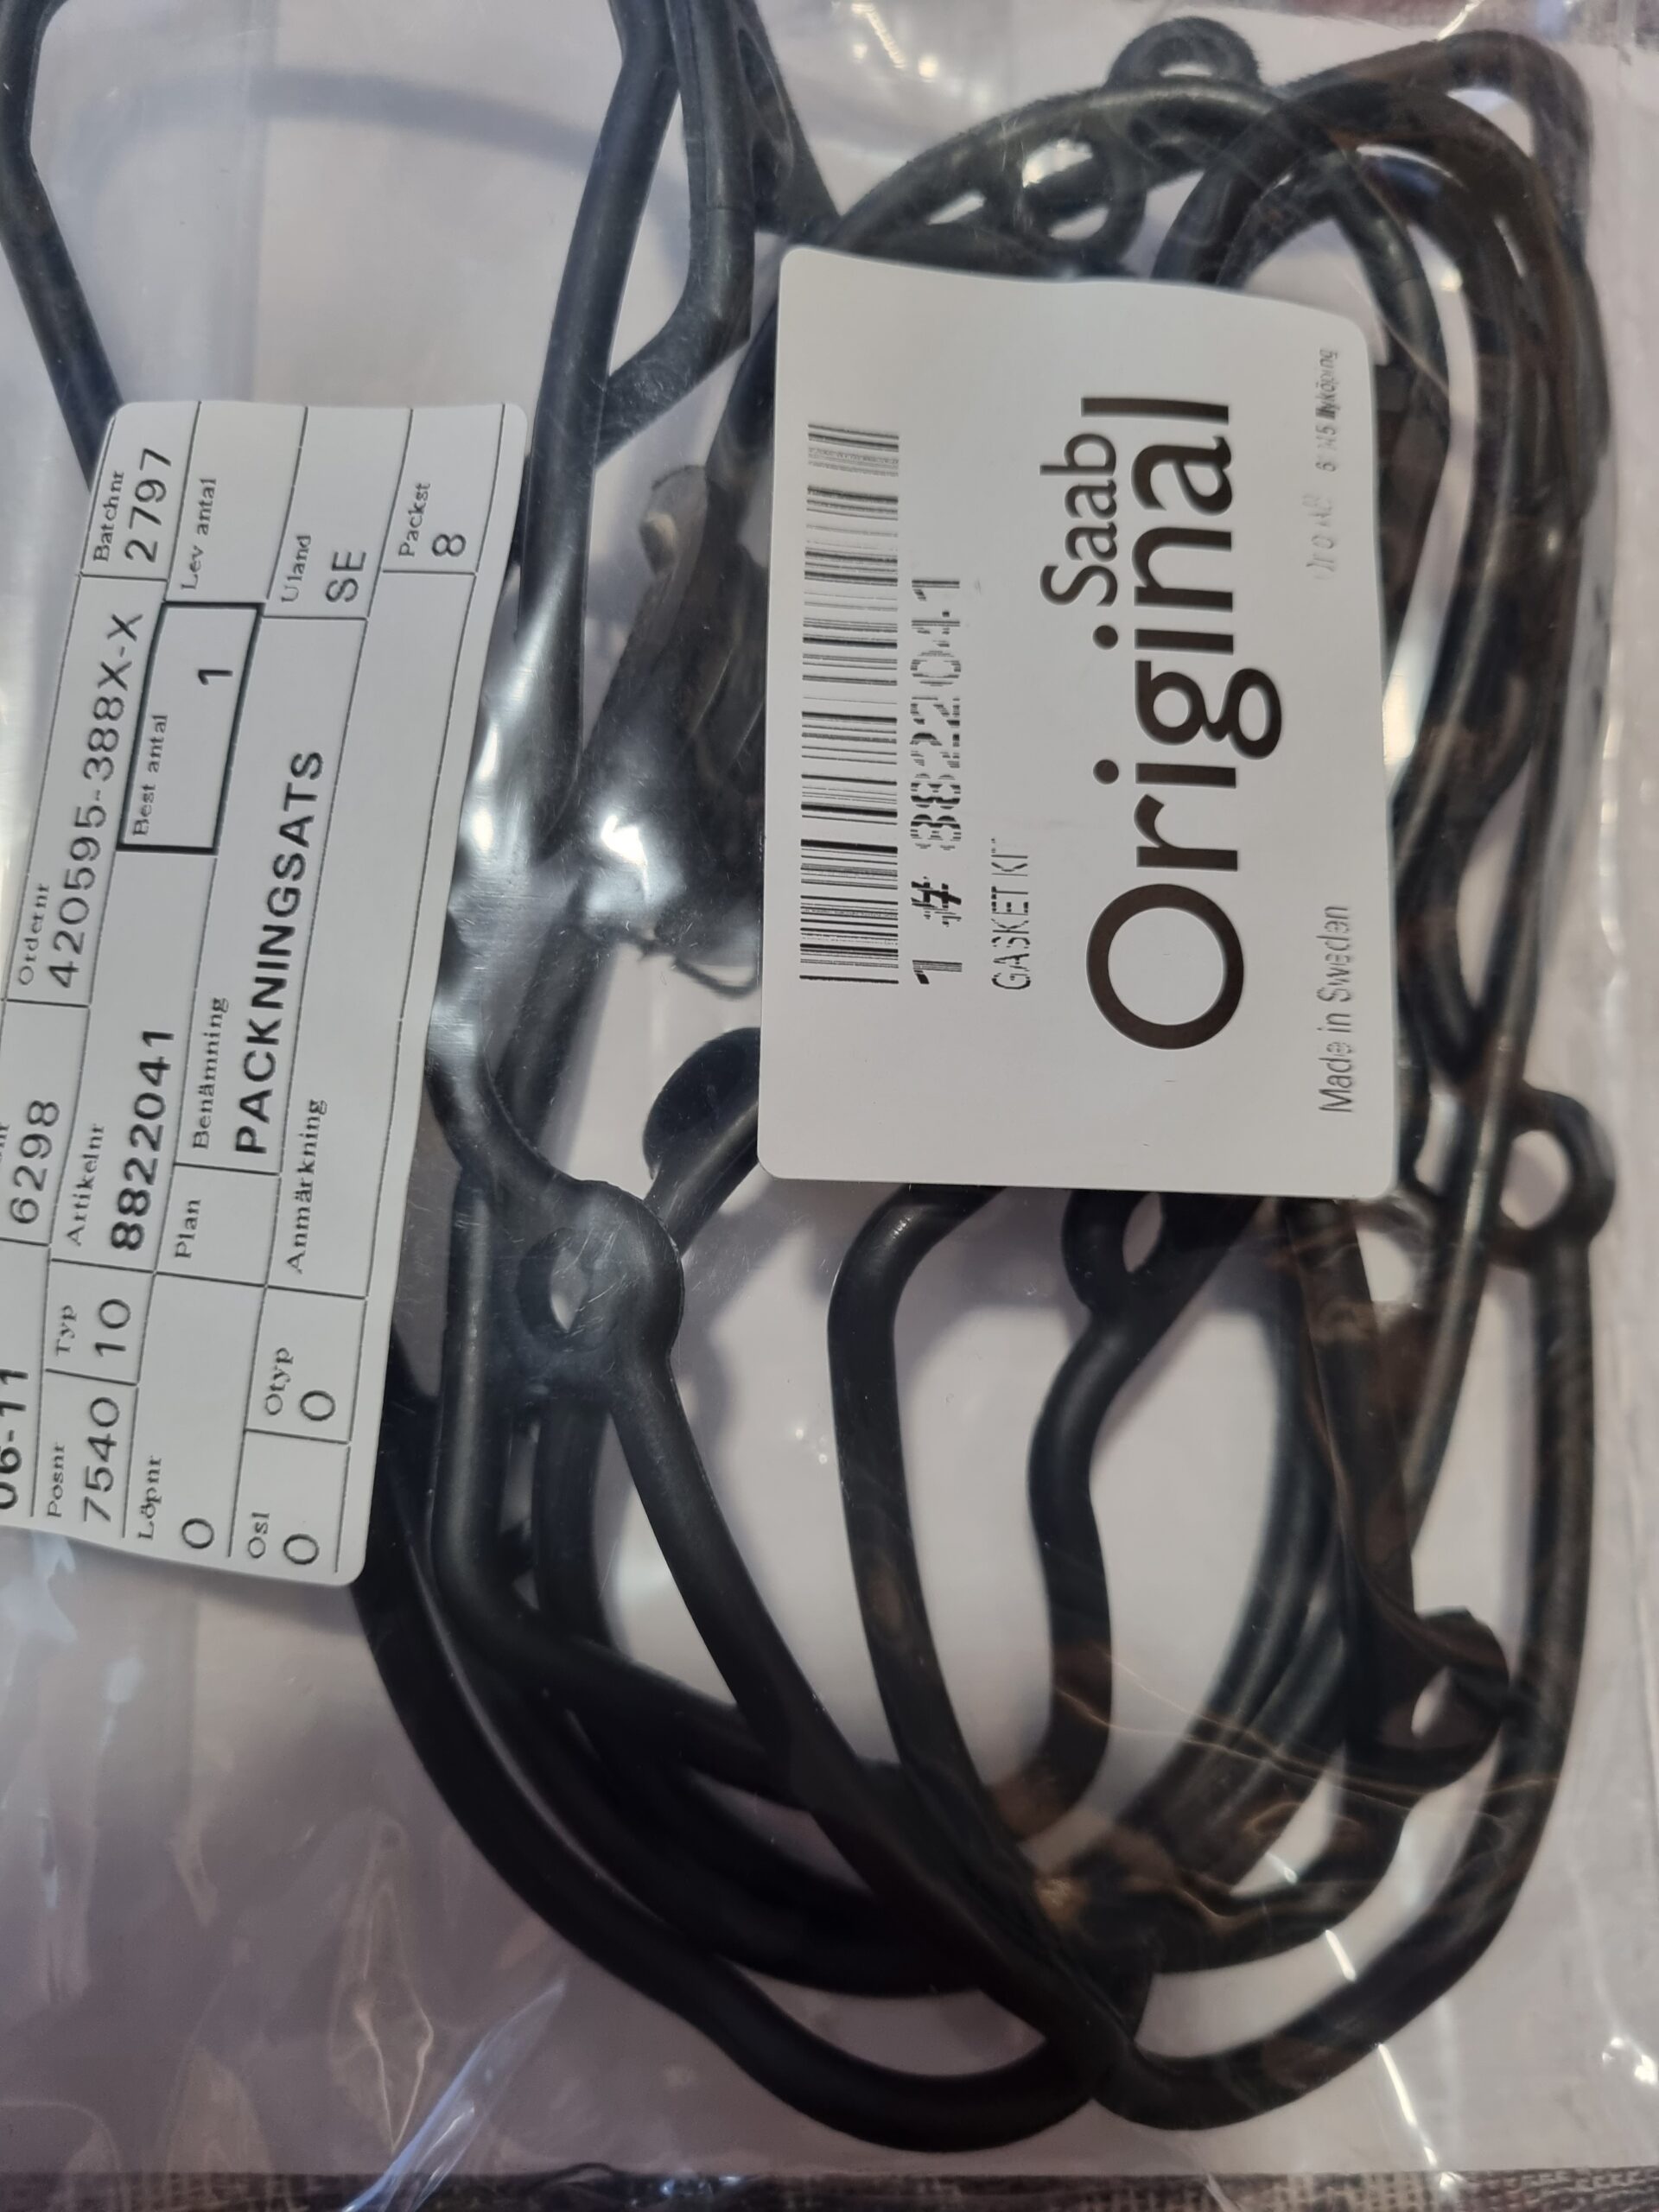 06-11
6298
Ordernr
420595-388X-X
Batchnr
2797
Posnr
7540
Typ
10
Artikelnr
8822041
Best antal
1
Lev antal
Löpnr
0
Plan
Benämning
PACKNINGSATS
Uland
SE
Osl
0
Otyp
0
Anmärkning
Packst
8
1 # 8822041
GASKET KIT
Saab
Original
Made in Sweden
Nyköping